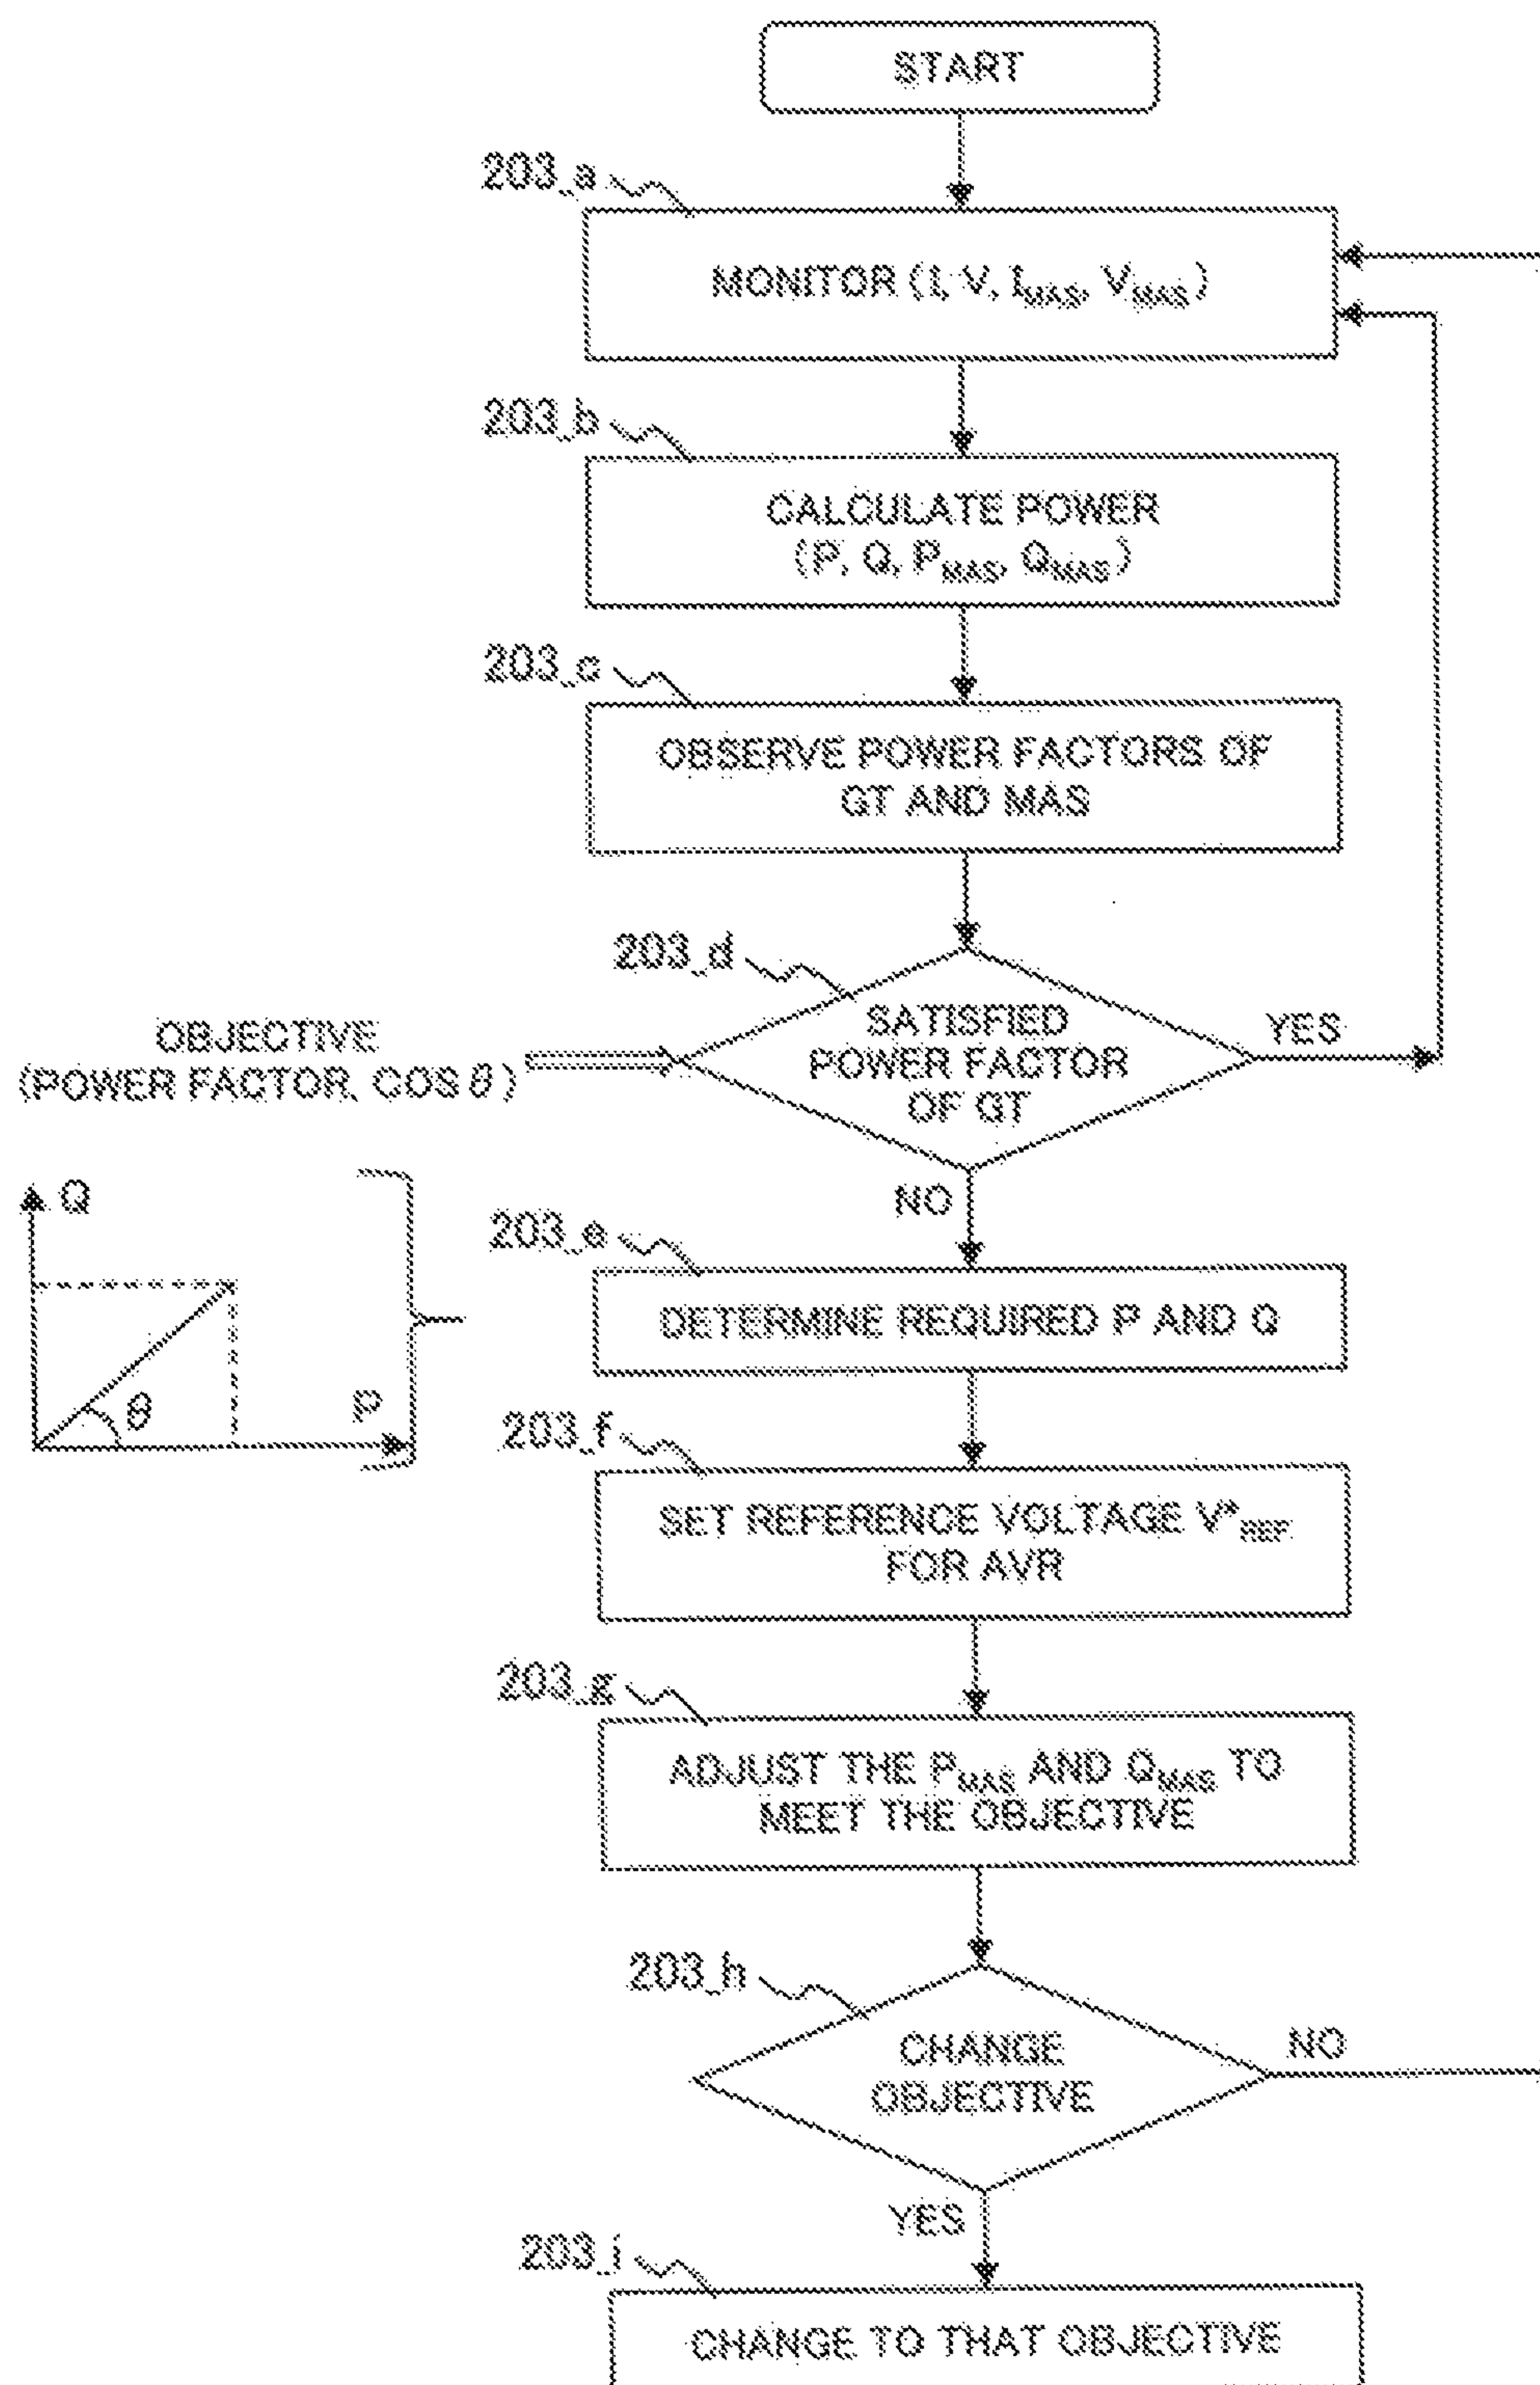 START
203_a
MONITOR (I, V, IMAS, VMAS)
203_b
CALCULATE POWER
(P, Q, PMAS, QMAS)
203_c
OBSERVE POWER FACTORS OF
GT AND MAS
203_d
SATISFIED
POWER FACTOR
OF GT
YES
OBJECTIVE
(POWER FACTOR, COS θ)
NO
Q
P
θ
203_e
DETERMINE REQUIRED P AND Q
203_f
SET REFERENCE VOLTAGE V*REF
FOR AVR
203_g
ADJUST THE PMAS AND QMAS TO
MEET THE OBJECTIVE
203_h
CHANGE
OBJECTIVE
NO
YES
203_i
CHANGE TO THAT OBJECTIVE